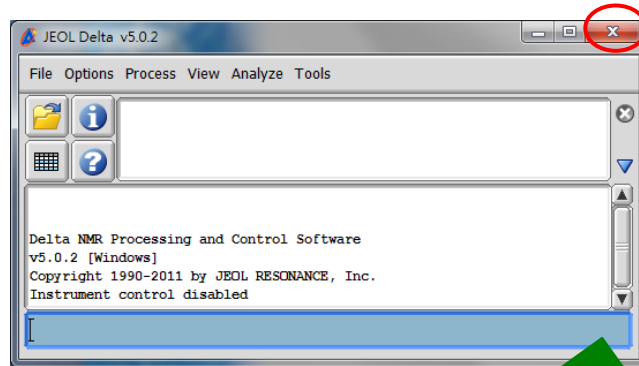 JEOL Delta v5.0.2
File Options Process View Analyze Tools
Delta NMR Processing and Control Software
v5.0.2 [Windows]
Copyright 1990-2011 by JEOL RESONANCE, Inc.
Instrument control disabled